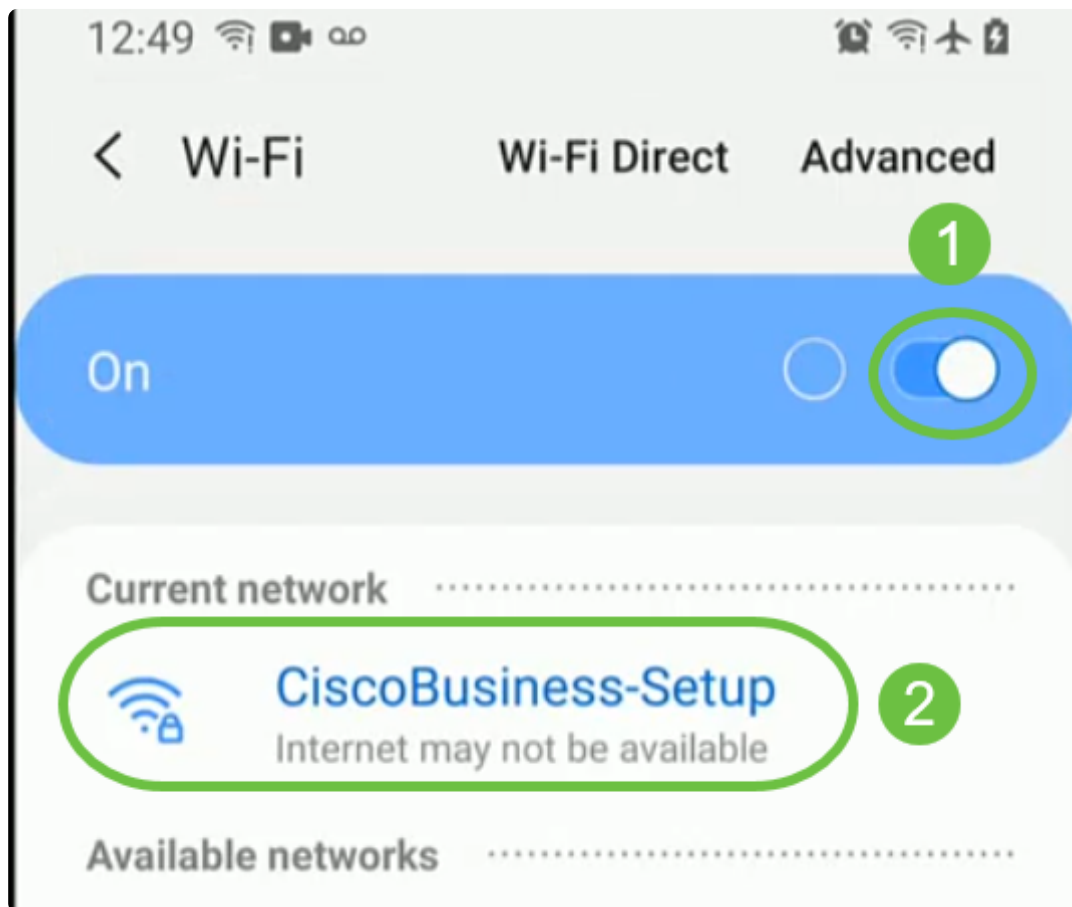 12:49
Wi-Fi Wi-Fi Direct Advanced
1
On
Current network
CiscoBusiness-Setup
2
Internet may not be available
Available networks